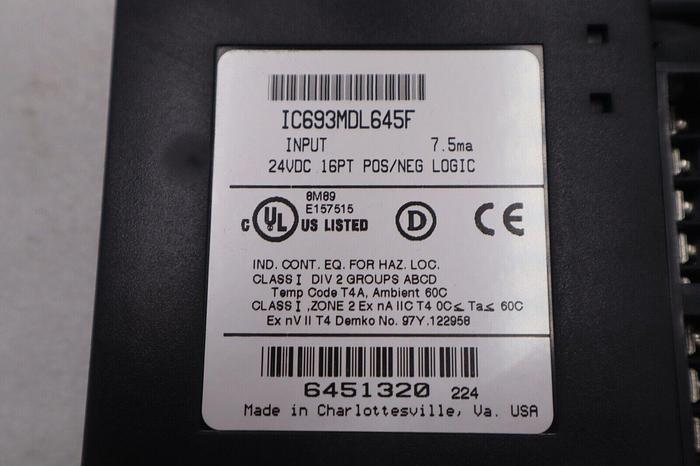 IC693MDL645F
INPUT 7.5ma
24VDC 16PT POS/NEG LOGIC
8M89
E157515
C UL US LISTED D CE
IND. CONT. EQ. FOR HAZ. LOC.
CLASS I DIV 2 GROUPS ABCD
Temp Code T4A, Ambient 60C
CLASS I ,ZONE 2 Ex nA IIC T4 0C≤ Ta≤ 60C
Ex nV II T4 Demko No. 97Y.122958
6451320 224
Made in Charlottesville, Va. USA